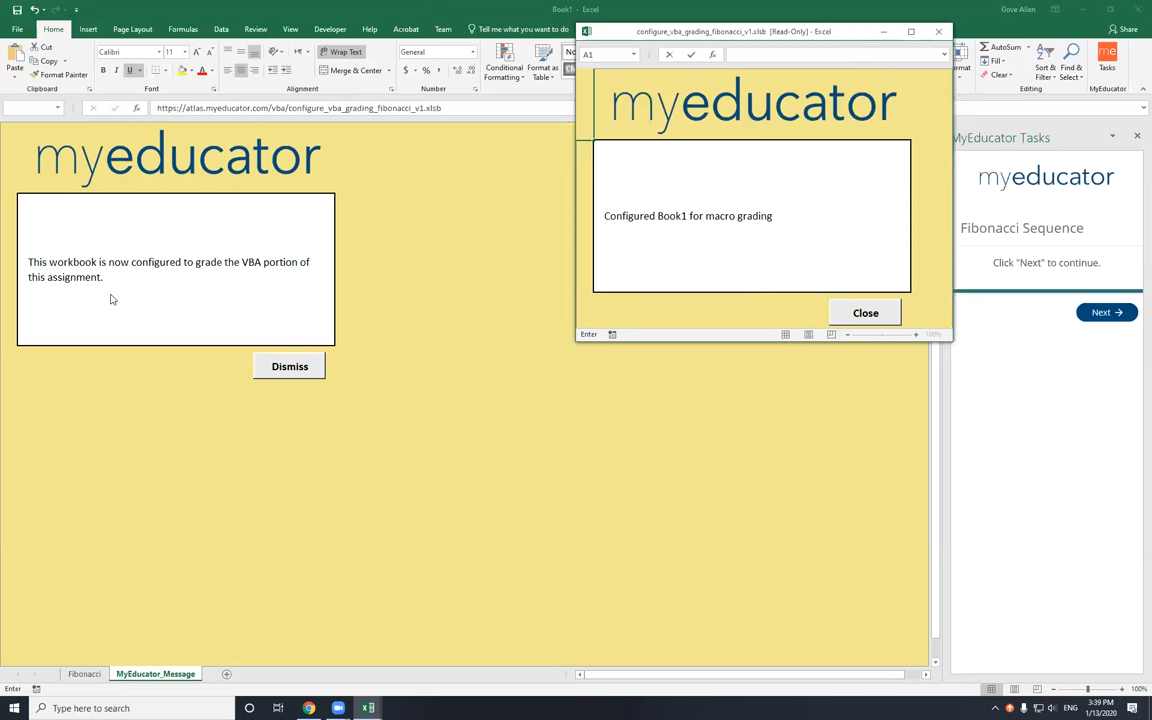 Book1 - Excel
Gove Allen
File Home Insert Page Layout Formulas Data Review View Developer Help Acrobat Team Tell me what you want to do Share
Paste
Cut
Copy
Format Painter
Clipboard
Calibri 11
B I U
Font
Wrap Text
Merge & Center
Alignment
General
$ % ,
Number
Conditional
Formatting
Format as
Table
AutoSum
Fill
Clear
Sort &
Filter
Find &
Select
Editing
me
Tasks
MyEducator
https://atlas.myeducator.com/vba/configure_vba_grading_fibonacci_v1.xlsb
myeducator
This workbook is now configured to grade the VBA portion of
this assignment.
Dismiss
configure_vba_grading_fibonacci_v1.xlsb [Read-Only] - Excel
A1
myeducator
Configured Book1 for macro grading
Close
Enter
100%
MyEducator Tasks
myeducator
Fibonacci Sequence
Click "Next" to continue.
Next →
Fibonacci MyEducator_Message
Enter
100%
Type here to search
ENG
3:39 PM
1/13/2020